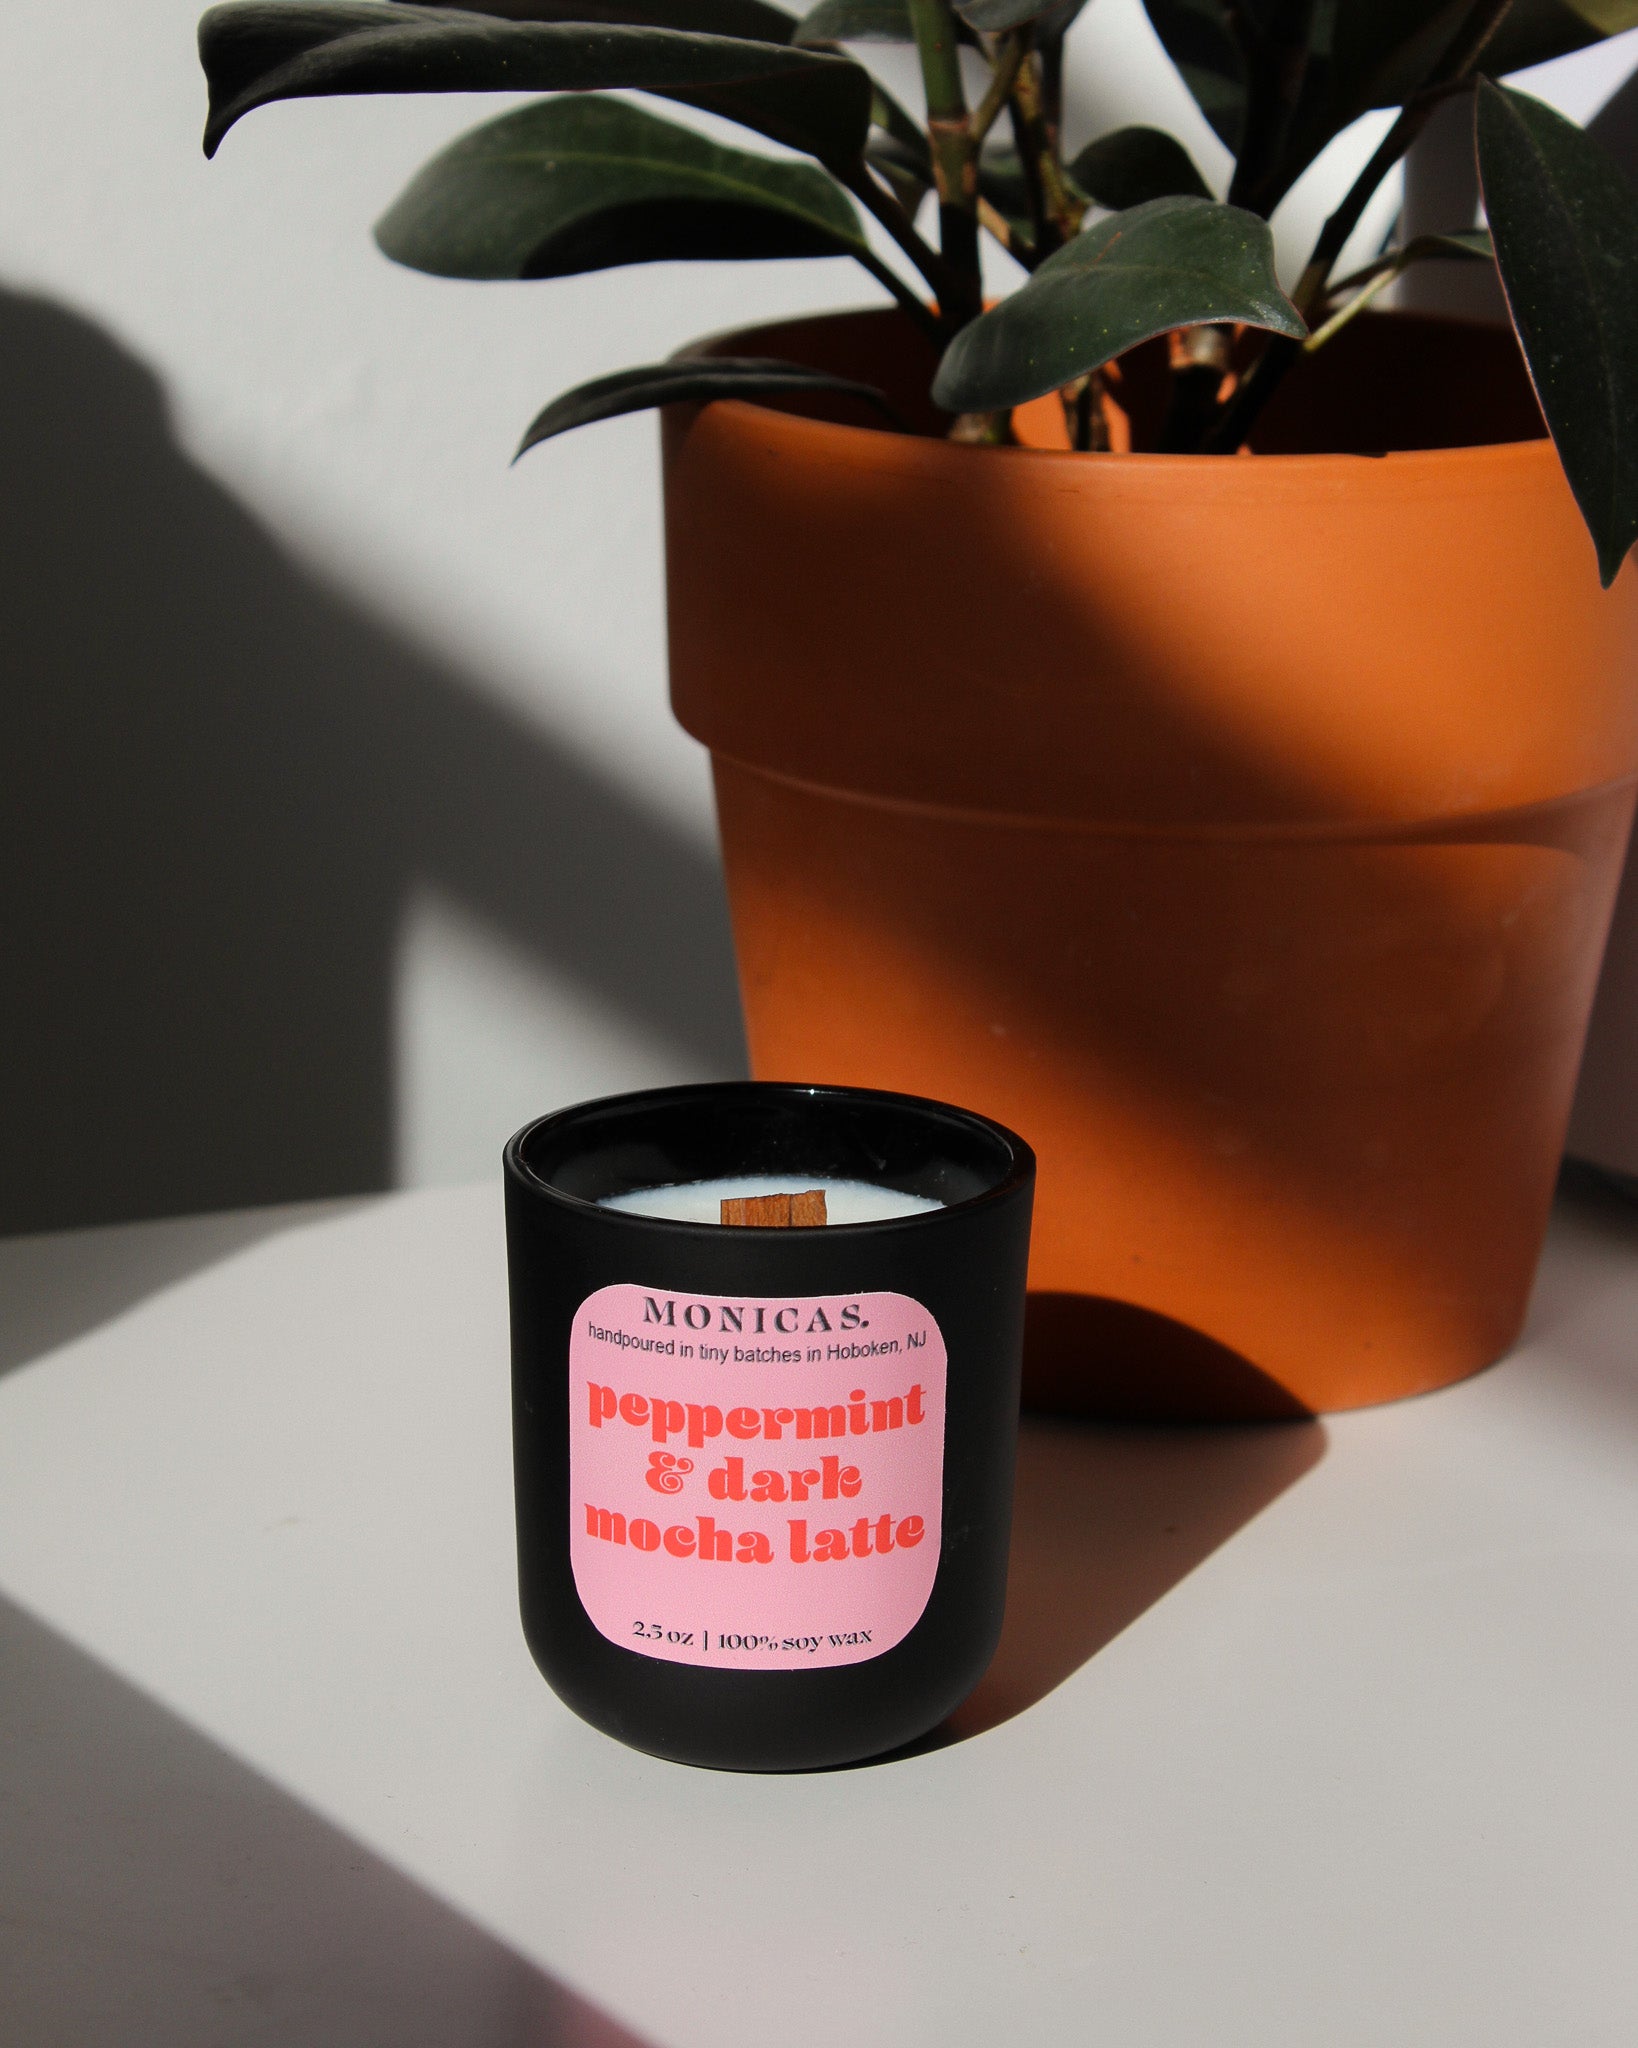 MONICAS.
handpoured in tiny batches in Hoboken, NJ
peppermint
& dark
mocha latte
2.5 oz | 100% soy wax